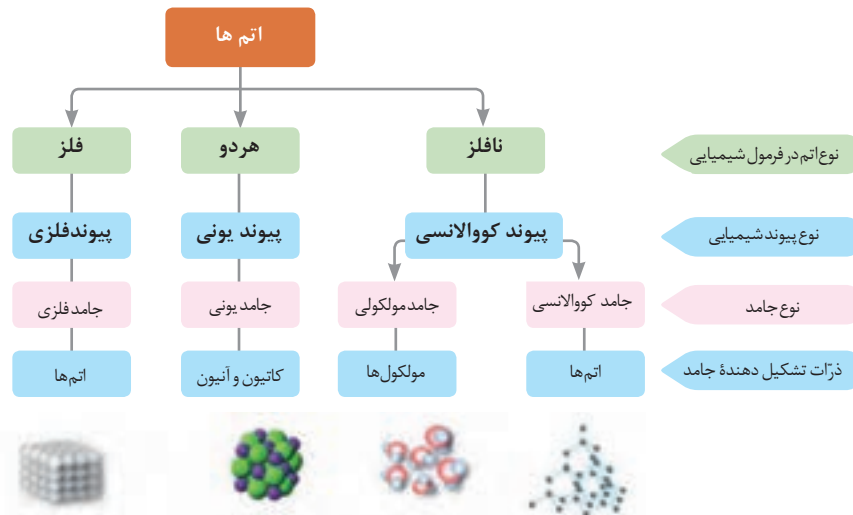 اتم ها
نوع اتم در فرمول شیمیایی
نافلز
هردو
فلز
نوع پیوند شیمیایی
پیوند کووالانسی
پیوند یونی
پیوند فلزی
نوع جامد
جامد کووالانسی
جامد مولکولی
جامد یونی
جامد فلزی
ذرّات تشکیل دهندهٔ جامد
اتم‌ها
مولکول‌ها
کاتیون و آنیون
اتم‌ها